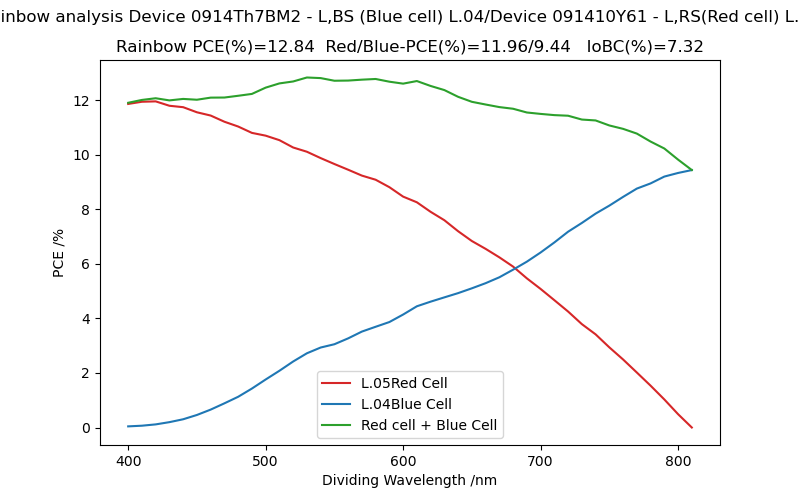 inbow analysis Device 0914Th7BM2 - L,BS (Blue cell) L.04/Device 091410Y61 - L,RS(Red cell) L.
Rainbow PCE(%)=12.84 Red/Blue-PCE(%)=11.96/9.44 IoBC(%)=7.32
PCE /%
12
10
8
6
4
2
0
L.05Red Cell
L.04Blue Cell
Red cell + Blue Cell
400 500 600 700 800
Dividing Wavelength /nm